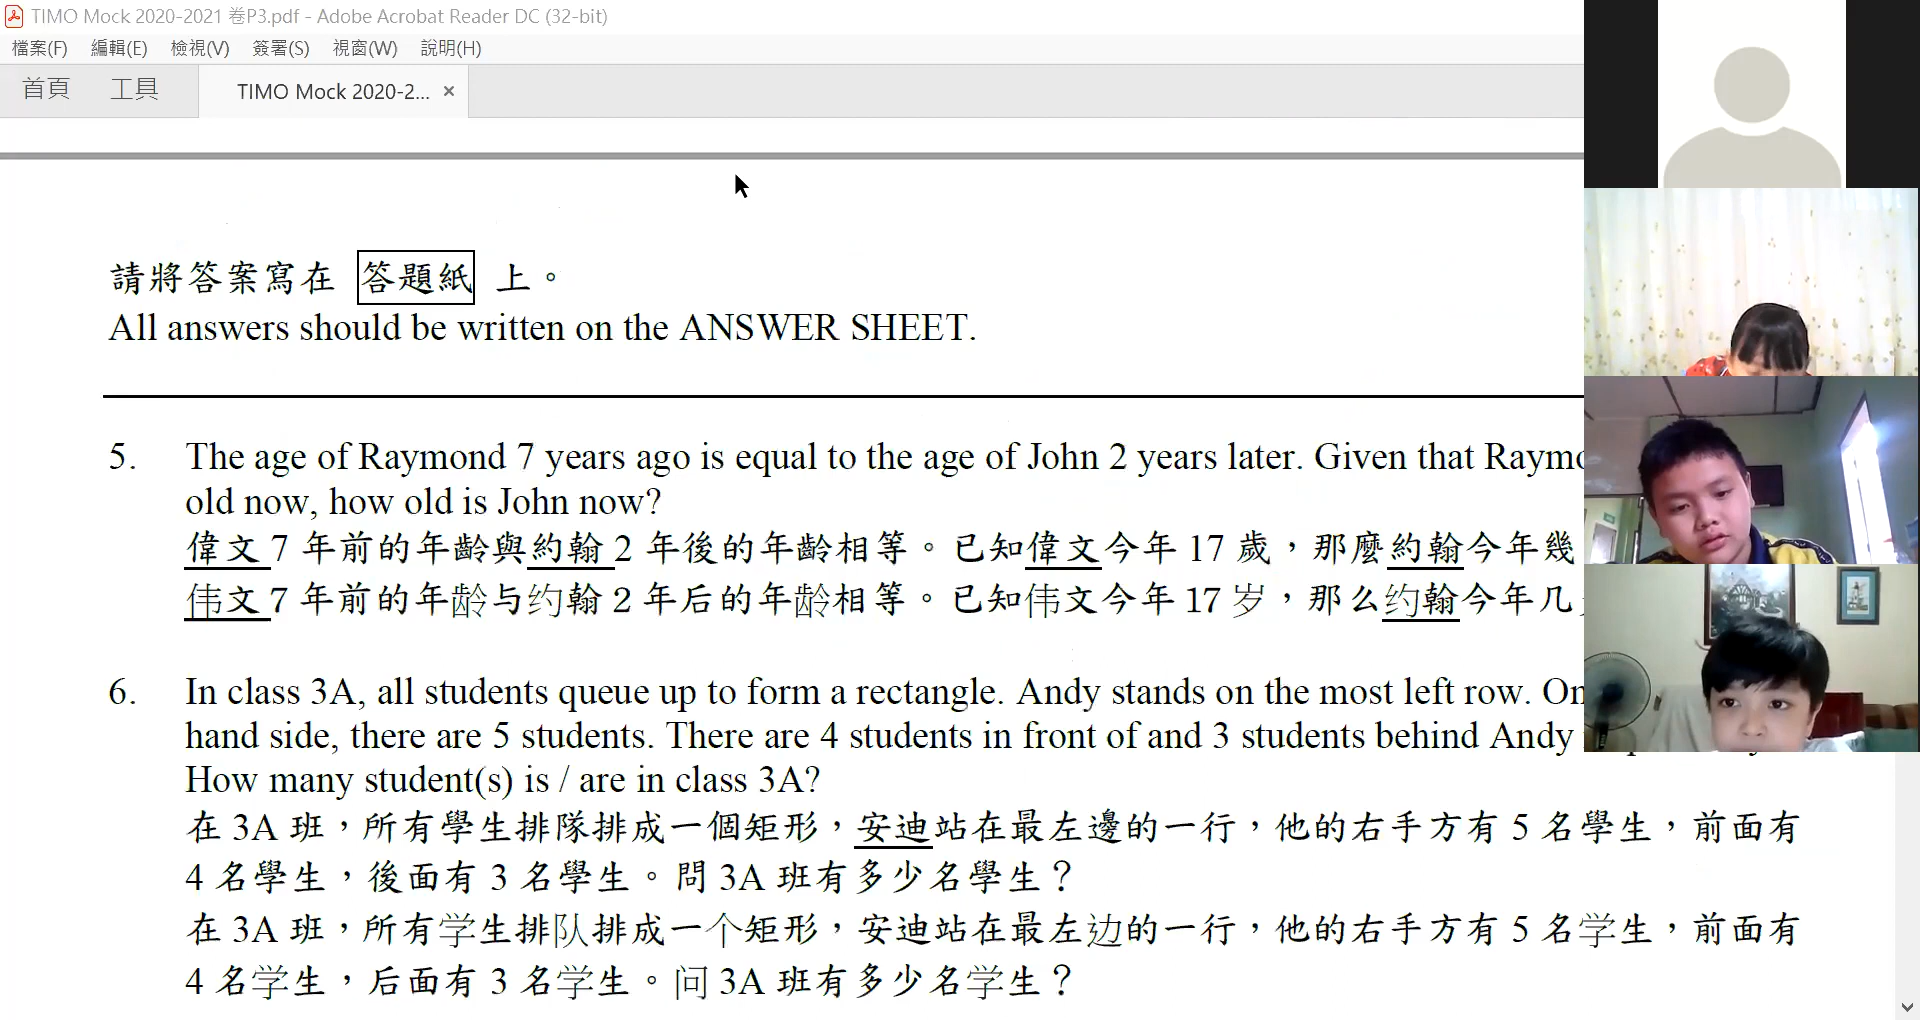 TIMO Mock 2020-2021 卷P3.pdf - Adobe Acrobat Reader DC (32-bit)
檔案(F) 編輯(E) 檢視(V) 簽署(S) 視窗(W) 說明(H)
首頁 工具 TIMO Mock 2020-2... ×
請將答案寫在 答題紙 上。
All answers should be written on the ANSWER SHEET.
5. The age of Raymond 7 years ago is equal to the age of John 2 years later. Given that
old now, how old is John now?
偉文 7 年前的年齡與約翰 2 年後的年齡相等。已知偉文今年 17 歲，那麼約翰今年幾
伟文 7 年前的年龄与约翰 2 年后的年龄相等。已知伟文今年 17 岁，那么约翰今年几
6. In class 3A, all students queue up to form a rectangle. Andy stands on the most left row.
hand side, there are 5 students. There are 4 students in front of and 3 students behind Andy
How many student(s) is / are in class 3A?
在 3A 班，所有學生排隊排成一個矩形，安迪站在最左邊的一行，他的右手方有 5 名學生，前面有
4 名學生，後面有 3 名學生。問 3A 班有多少名學生？
在 3A 班，所有学生排队排成一个矩形，安迪站在最左边的一行，他的右手方有 5 名学生，前面有
4 名学生，后面有 3 名学生。问 3A 班有多少名学生？